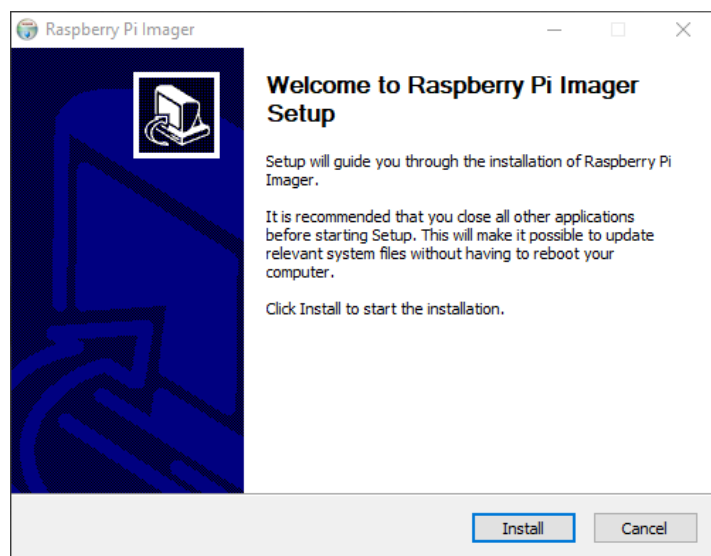 Raspberry Pi Imager
Welcome to Raspberry Pi Imager
Setup
Setup will guide you through the installation of Raspberry Pi
Imager.
It is recommended that you close all other applications
before starting Setup. This will make it possible to update
relevant system files without having to reboot your
computer.
Click Install to start the installation.
Install
Cancel